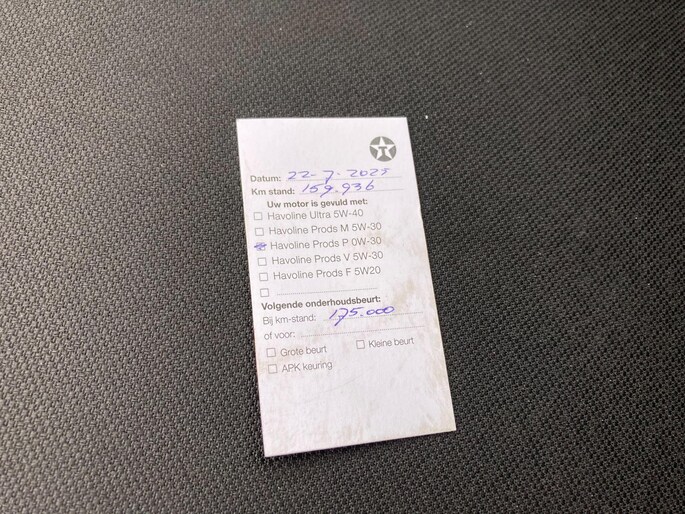 Datum: 22-7-2025
Km stand: 159.936
Uw motor is gevuld met:
Havoline Ultra 5W-40
Havoline Prods M 5W-30
Havoline Prods P 0W-30
Havoline Prods V 5W-30
Havoline Prods F 5W20
Volgende onderhoudsbeurt:
Bij km-stand: 175.000
of voor:
Grote beurt Kleine beurt
APK keuring